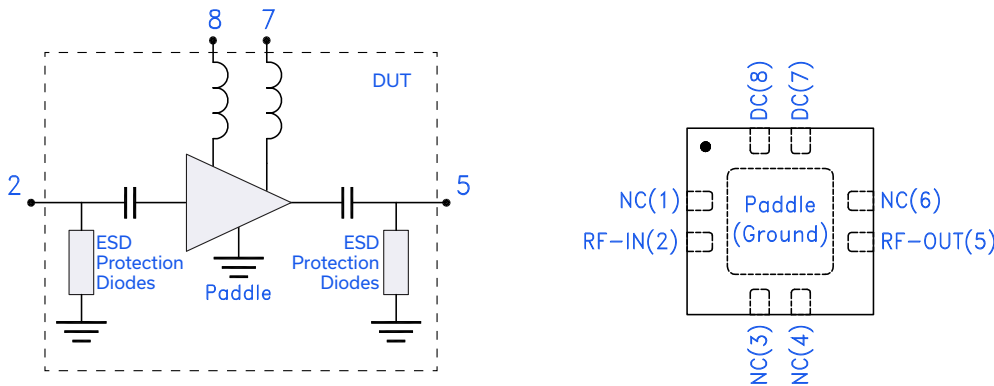 8
7
DUT
2
5
ESD
Protection
Diodes
ESD
Protection
Diodes
Paddle
DC(8)
DC(7)
NC(1)
NC(6)
Paddle
(Ground)
RF-IN(2)
RF-OUT(5)
NC(3)
NC(4)